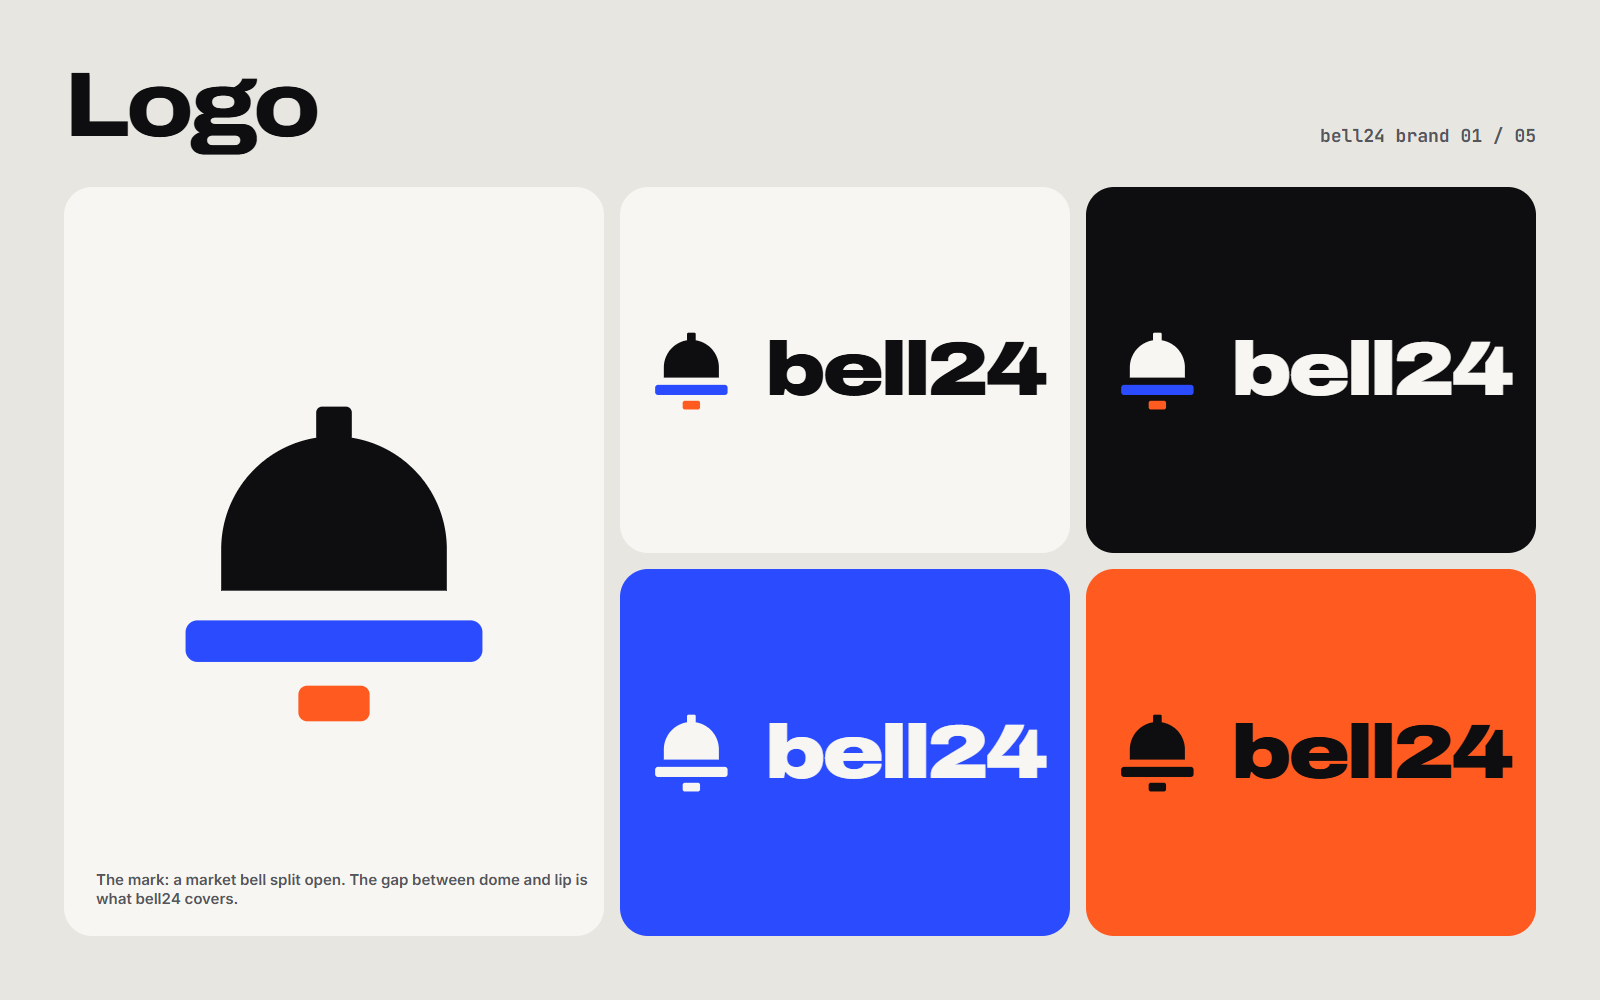 Logo
bell24 brand 01 / 05
bell24
bell24
The mark: a market bell split open. The gap between dome and lip is
what bell24 covers.
bell24
bell24